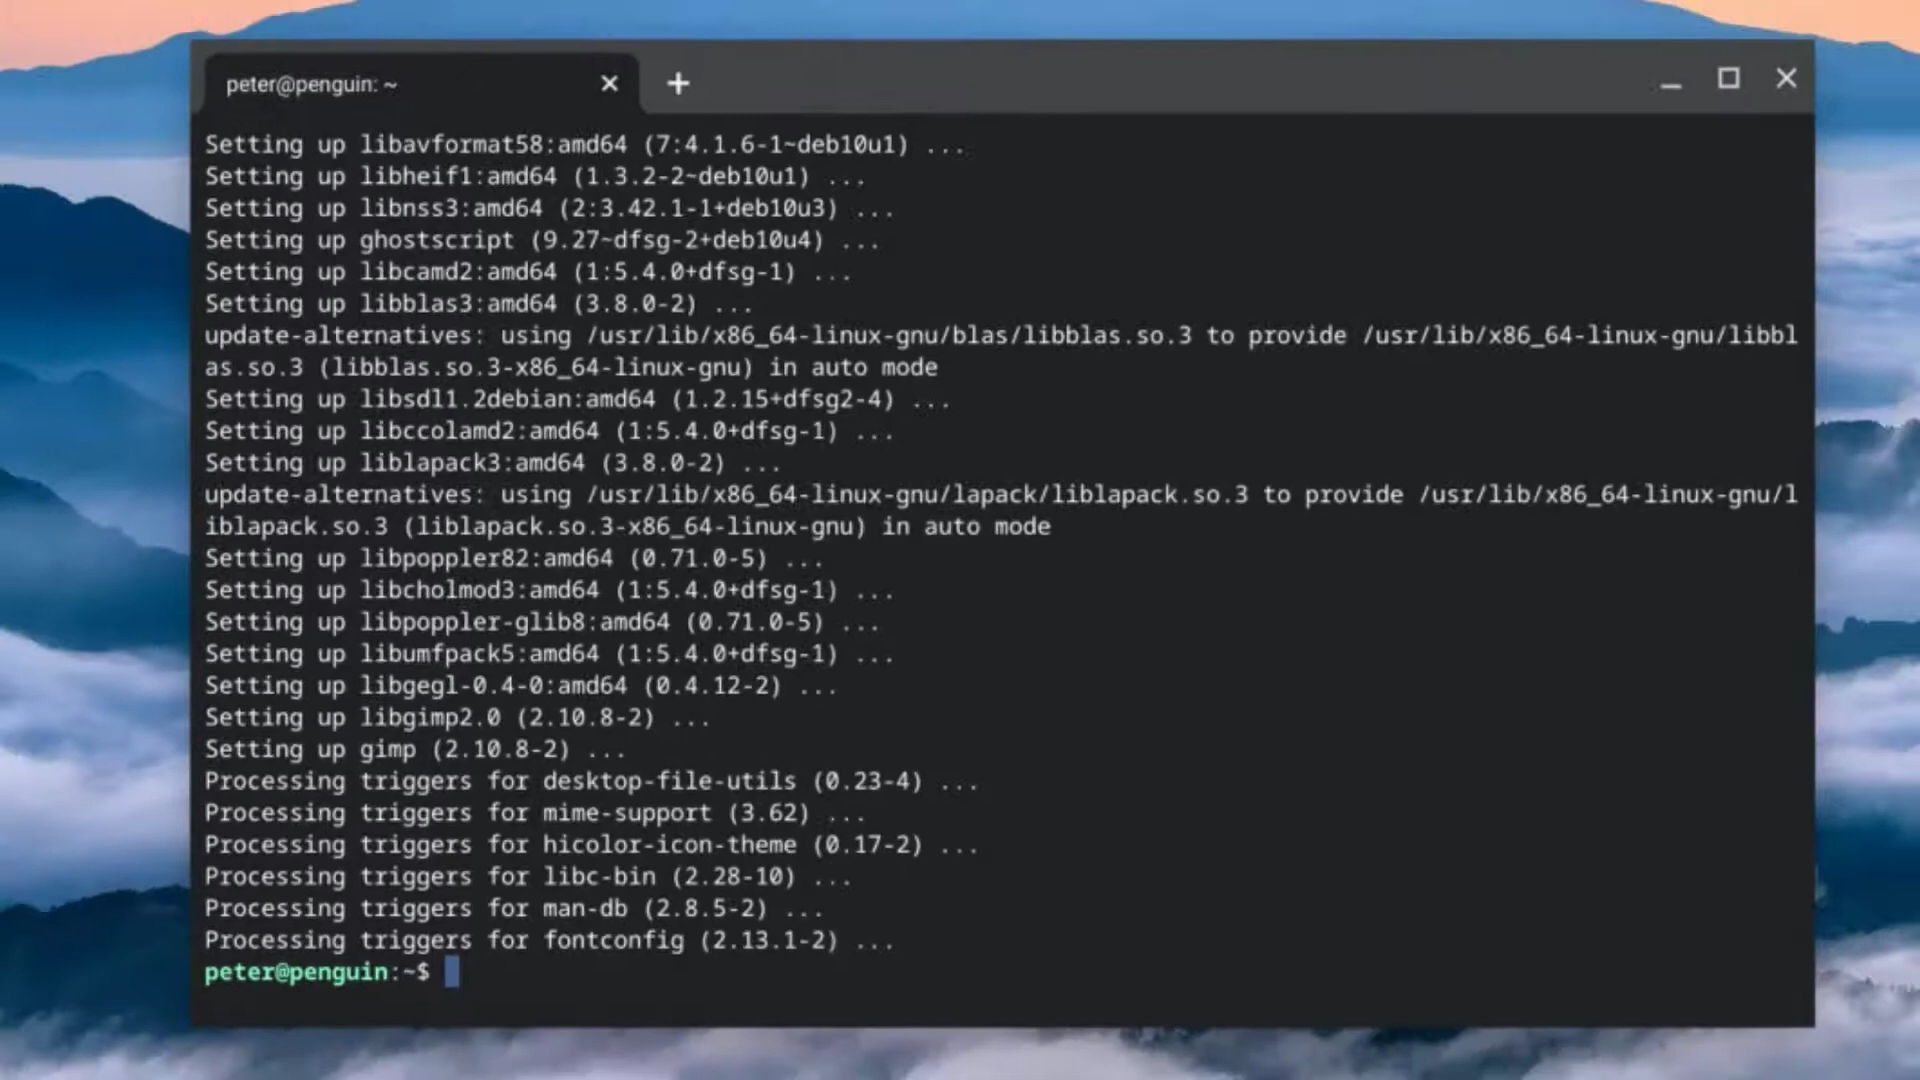 peter@penguin: ~
Setting up libavformat58:amd64 (7:4.1.6-1~deb10u1) ...
Setting up libheif1:amd64 (1.3.2-2~deb10u1) ...
Setting up libnss3:amd64 (2:3.42.1-1+deb10u3) ...
Setting up ghostscript (9.27~dfsg-2+deb10u4) ...
Setting up libcamd2:amd64 (1:5.4.0+dfsg-1) ...
Setting up libblas3:amd64 (3.8.0-2) ...
update-alternatives: using /usr/lib/x86_64-linux-gnu/blas/libblas.so.3 to provide /usr/lib/x86_64-linux-gnu/libbl
as.so.3 (libblas.so.3-x86_64-linux-gnu) in auto mode
Setting up libsdl1.2debian:amd64 (1.2.15+dfsg2-4) ...
Setting up libccolamd2:amd64 (1:5.4.0+dfsg-1) ...
Setting up liblapack3:amd64 (3.8.0-2) ...
update-alternatives: using /usr/lib/x86_64-linux-gnu/lapack/liblapack.so.3 to provide /usr/lib/x86_64-linux-gnu/l
iblapack.so.3 (liblapack.so.3-x86_64-linux-gnu) in auto mode
Setting up libpoppler82:amd64 (0.71.0-5) ...
Setting up libcholmod3:amd64 (1:5.4.0+dfsg-1) ...
Setting up libpoppler-glib8:amd64 (0.71.0-5) ...
Setting up libumfpack5:amd64 (1:5.4.0+dfsg-1) ...
Setting up libgegl-0.4-0:amd64 (0.4.12-2) ...
Setting up libgimp2.0 (2.10.8-2) ...
Setting up gimp (2.10.8-2) ...
Processing triggers for desktop-file-utils (0.23-4) ...
Processing triggers for mime-support (3.62) ...
Processing triggers for hicolor-icon-theme (0.17-2) ...
Processing triggers for libc-bin (2.28-10) ...
Processing triggers for man-db (2.8.5-2) ...
Processing triggers for fontconfig (2.13.1-2) ...
peter@penguin:~$